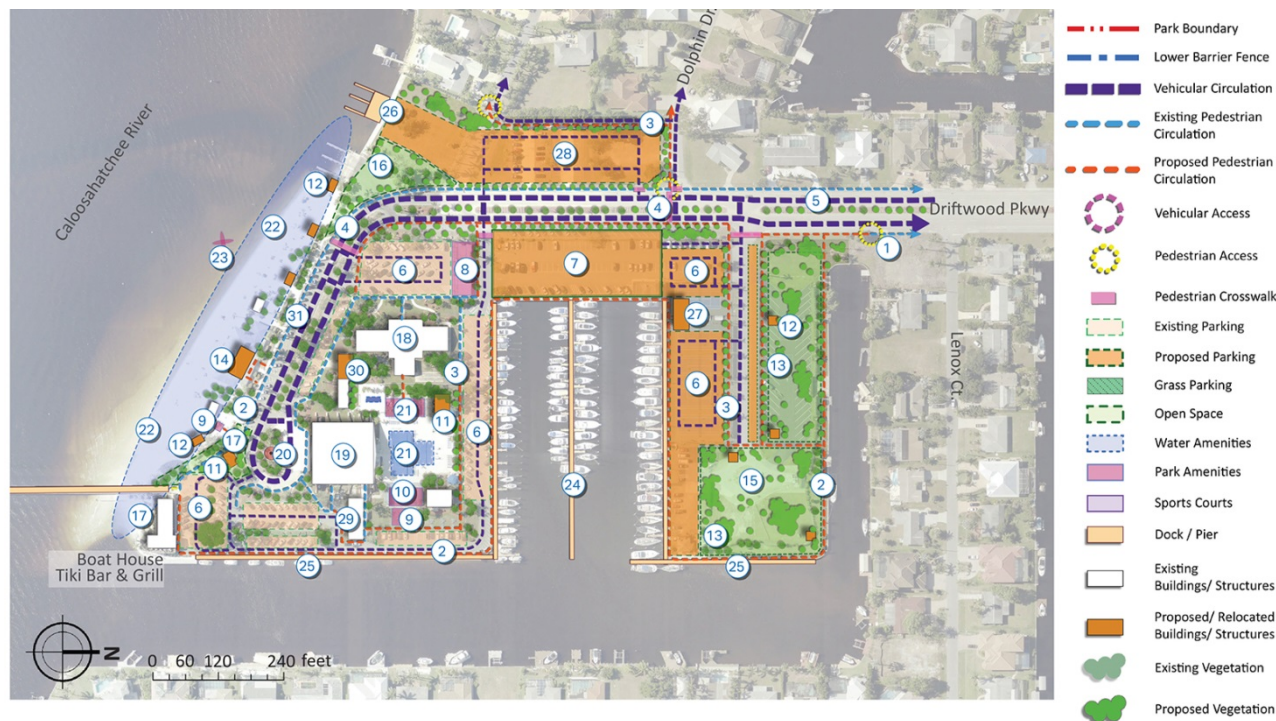 Caloosahatchee River
Dolphin Dr.
26
3
28
16
12
4
5
Driftwood Pkwy
1
22
4
23
6
8
7
6
27
12
31
18
13
14
30
3
6
3
2
21
11
6
9
22
12
17
20
19
21
15
2
11
24
10
6
17
29
9
13
2
25
25
Lenox Ct.
Boat House
Tiki Bar & Grill
N
0 60 120 240 feet
Park Boundary
Lower Barrier Fence
Vehicular Circulation
Existing Pedestrian
Circulation
Proposed Pedestrian
Circulation
Vehicular Access
Pedestrian Access
Pedestrian Crosswalk
Existing Parking
Proposed Parking
Grass Parking
Open Space
Water Amenities
Park Amenities
Sports Courts
Dock / Pier
Existing
Buildings/ Structures
Proposed/ Relocated
Buildings/ Structures
Existing Vegetation
Proposed Vegetation